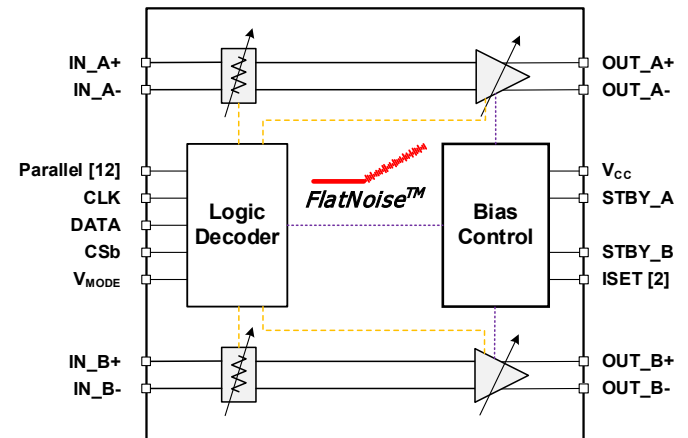 IN_A+
IN_A-
OUT_A+
OUT_A-
Parallel [12]
CLK
DATA
CSb
VMODE
Logic
Decoder
FlatNoise™
Bias
Control
VCC
STBY_A
STBY_B
ISET [2]
IN_B+
IN_B-
OUT_B+
OUT_B-